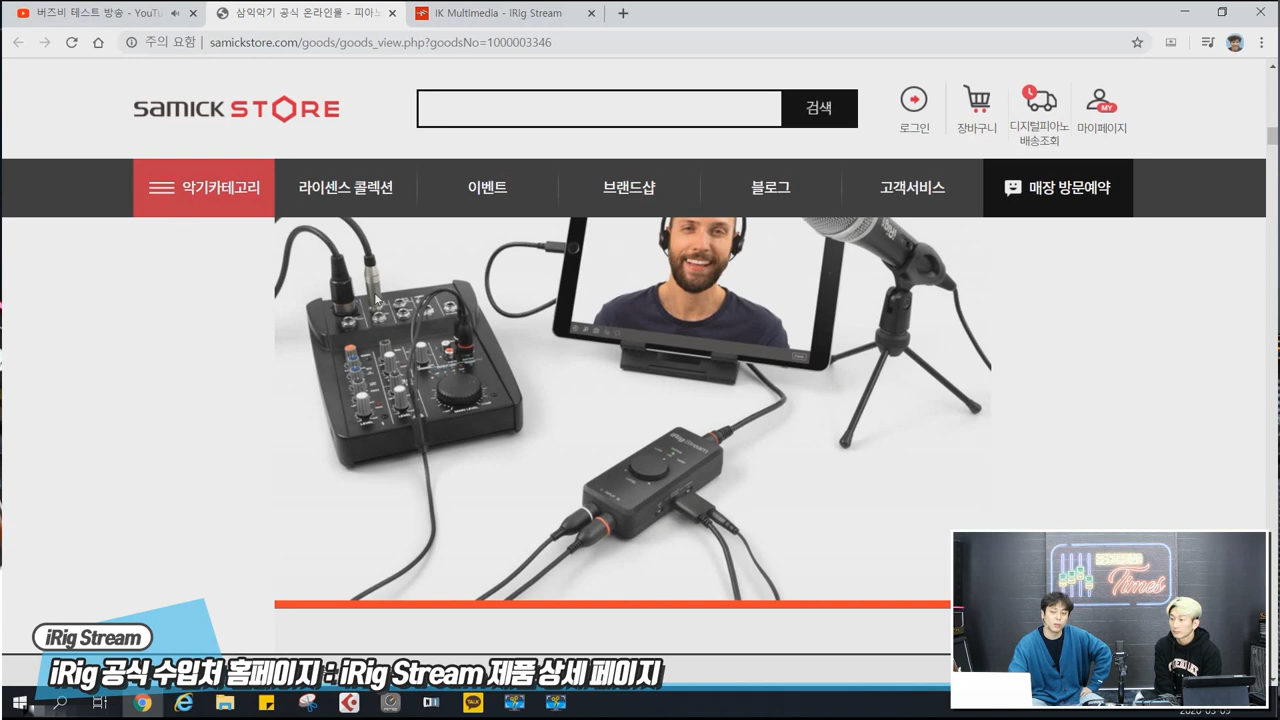 버즈비 테스트 방송 - YouTu
삼익악기 공식 온라인몰 - 피아노
IK Multimedia - iRig Stream
주의 요함
samickstore.com/goods/goods_view.php?goodsNo=1000003346
samick STORE
검색
로그인
장바구니
디지털피아노
배송조회
MY
마이페이지
악기카테고리
라이센스 콜렉션
이벤트
브랜드샵
블로그
고객서비스
매장 방문예약
iRig Stream
Times
iRig Stream
iRig 공식 수입처 홈페이지 : iRig Stream 제품 상세 페이지
TALK